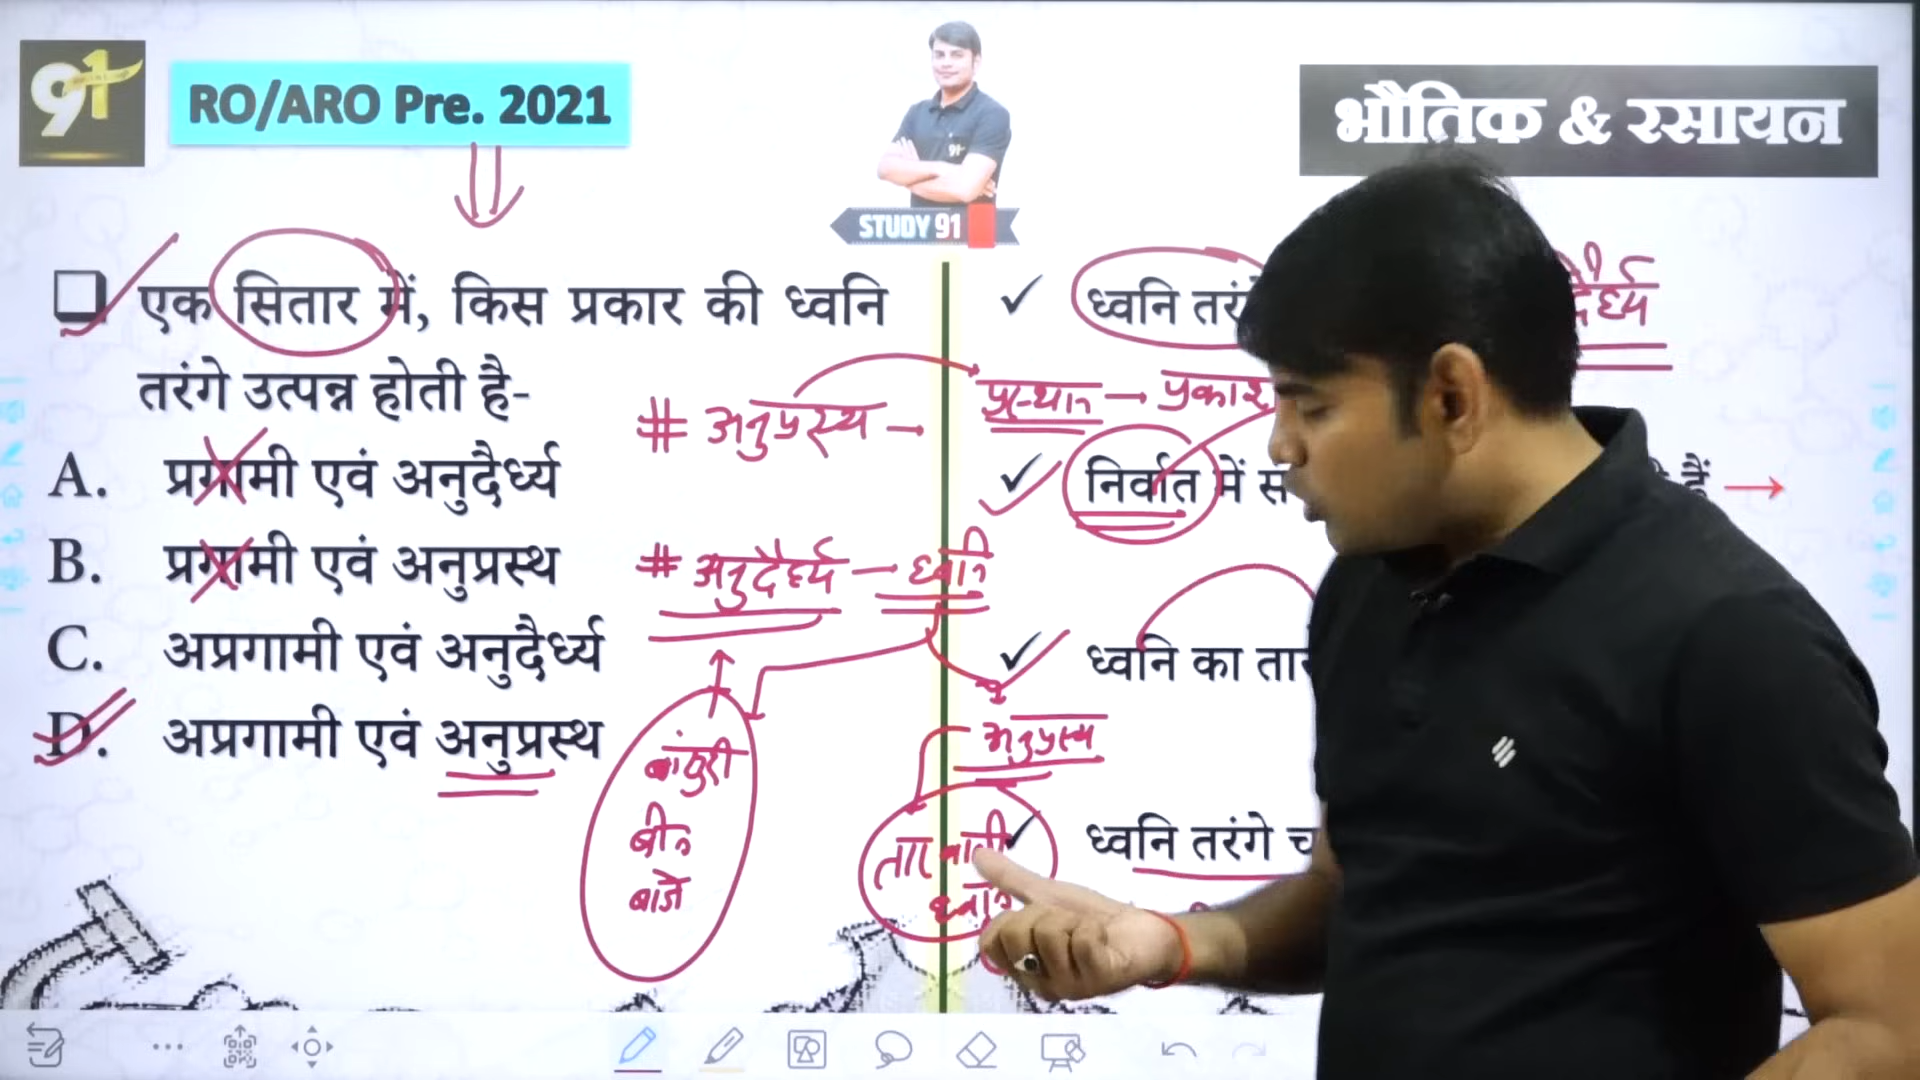 91
RO/ARO Pre. 2021
STUDY 91
भौतिक & रसायन
एक सितार में, किस प्रकार की ध्वनि
तरंगे उत्पन्न होती है-
A. प्रगामी एवं अनुदैर्ध्य
B. प्रगामी एवं अनुप्रस्थ
C. अप्रगामी एवं अनुदैर्ध्य
D. अप्रगामी एवं अनुप्रस्थ
# अनुप्रस्थ →
# अनुदैर्ध्य — ध्वनि
बांसुरी
बीन
बाजे
✓ ध्वनि तरंगे
→ प्रकाश
✓ निर्वात में
हैं →
✓ ध्वनि का
अनुप्रस्थ
तार वाली
ध्वनि
✓ ध्वनि तरंगे